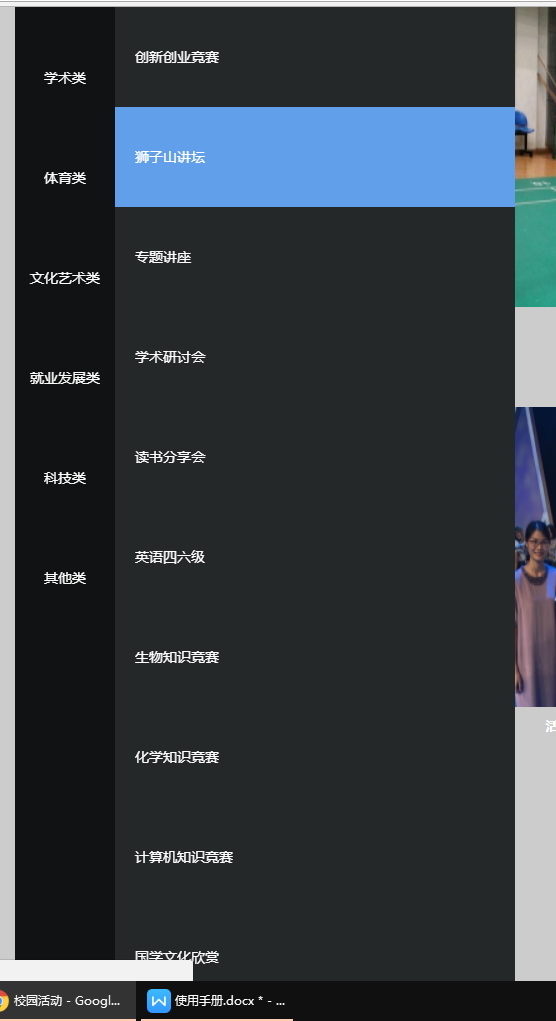 学术类
体育类
文化艺术类
就业发展类
科技类
其他类
创新创业竞赛
狮子山讲坛
专题讲座
学术研讨会
读书分享会
英语四六级
生物知识竞赛
化学知识竞赛
计算机知识竞赛
国学文化欣赏
活
校园活动 - Googl...
使用手册.docx * - ...